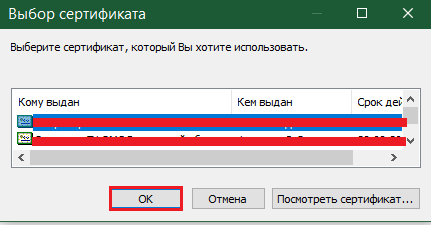 Выбор сертификата
Выберите сертификат, который Вы хотите использовать.
Кому выдан Кем выдан Срок дей
OK Отмена Посмотреть сертификат...